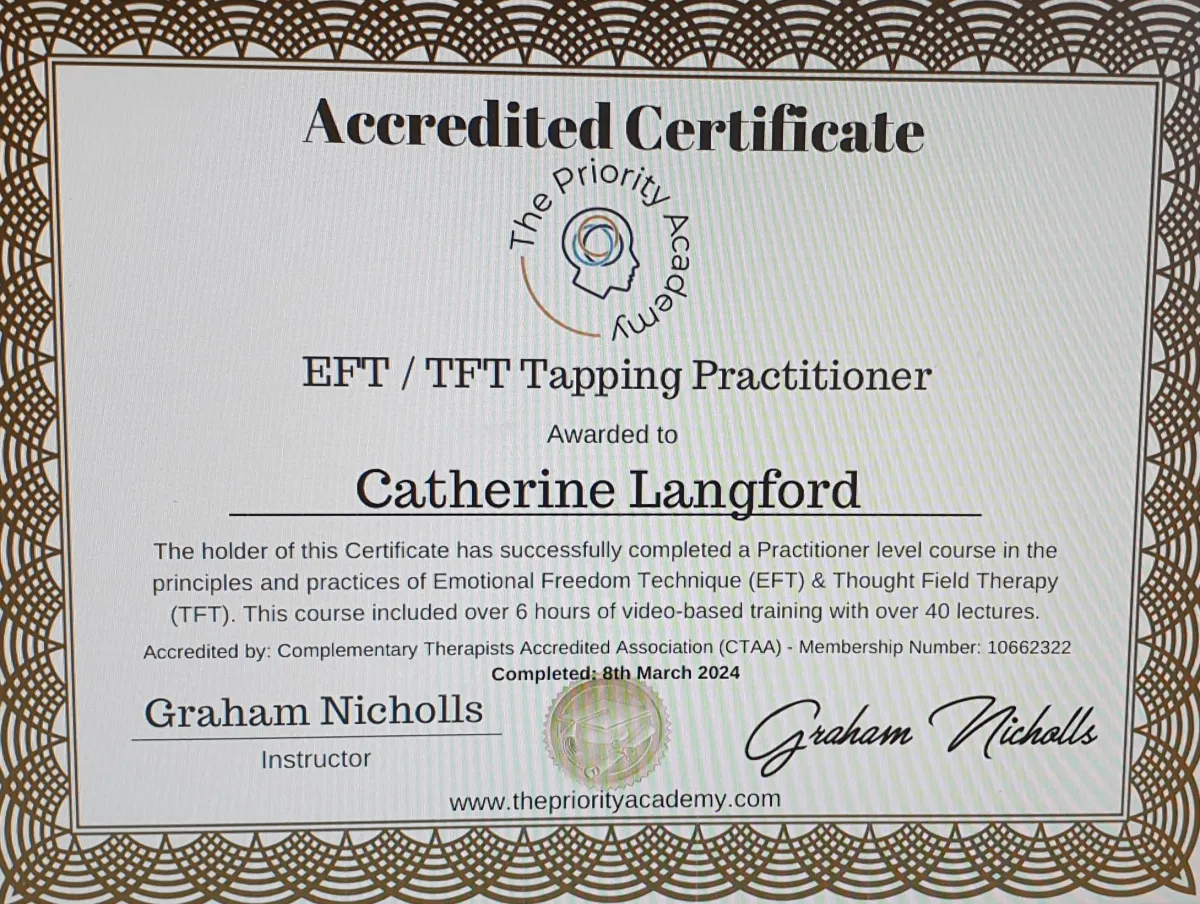 Accredited Certificate
The Priority Academy
EFT / TFT Tapping Practitioner
Awarded to
Catherine Langford
The holder of this Certificate has successfully completed a Practitioner level course in the
principles and practices of Emotional Freedom Technique (EFT) & Thought Field Therapy
(TFT). This course included over 6 hours of video-based training with over 40 lectures.
Accredited by: Complementary Therapists Accredited Association (CTAA) - Membership Number: 10662322
Completed: 8th March 2024
Graham Nicholls
Graham Nicholls
Instructor
www.thepriorityacademy.com